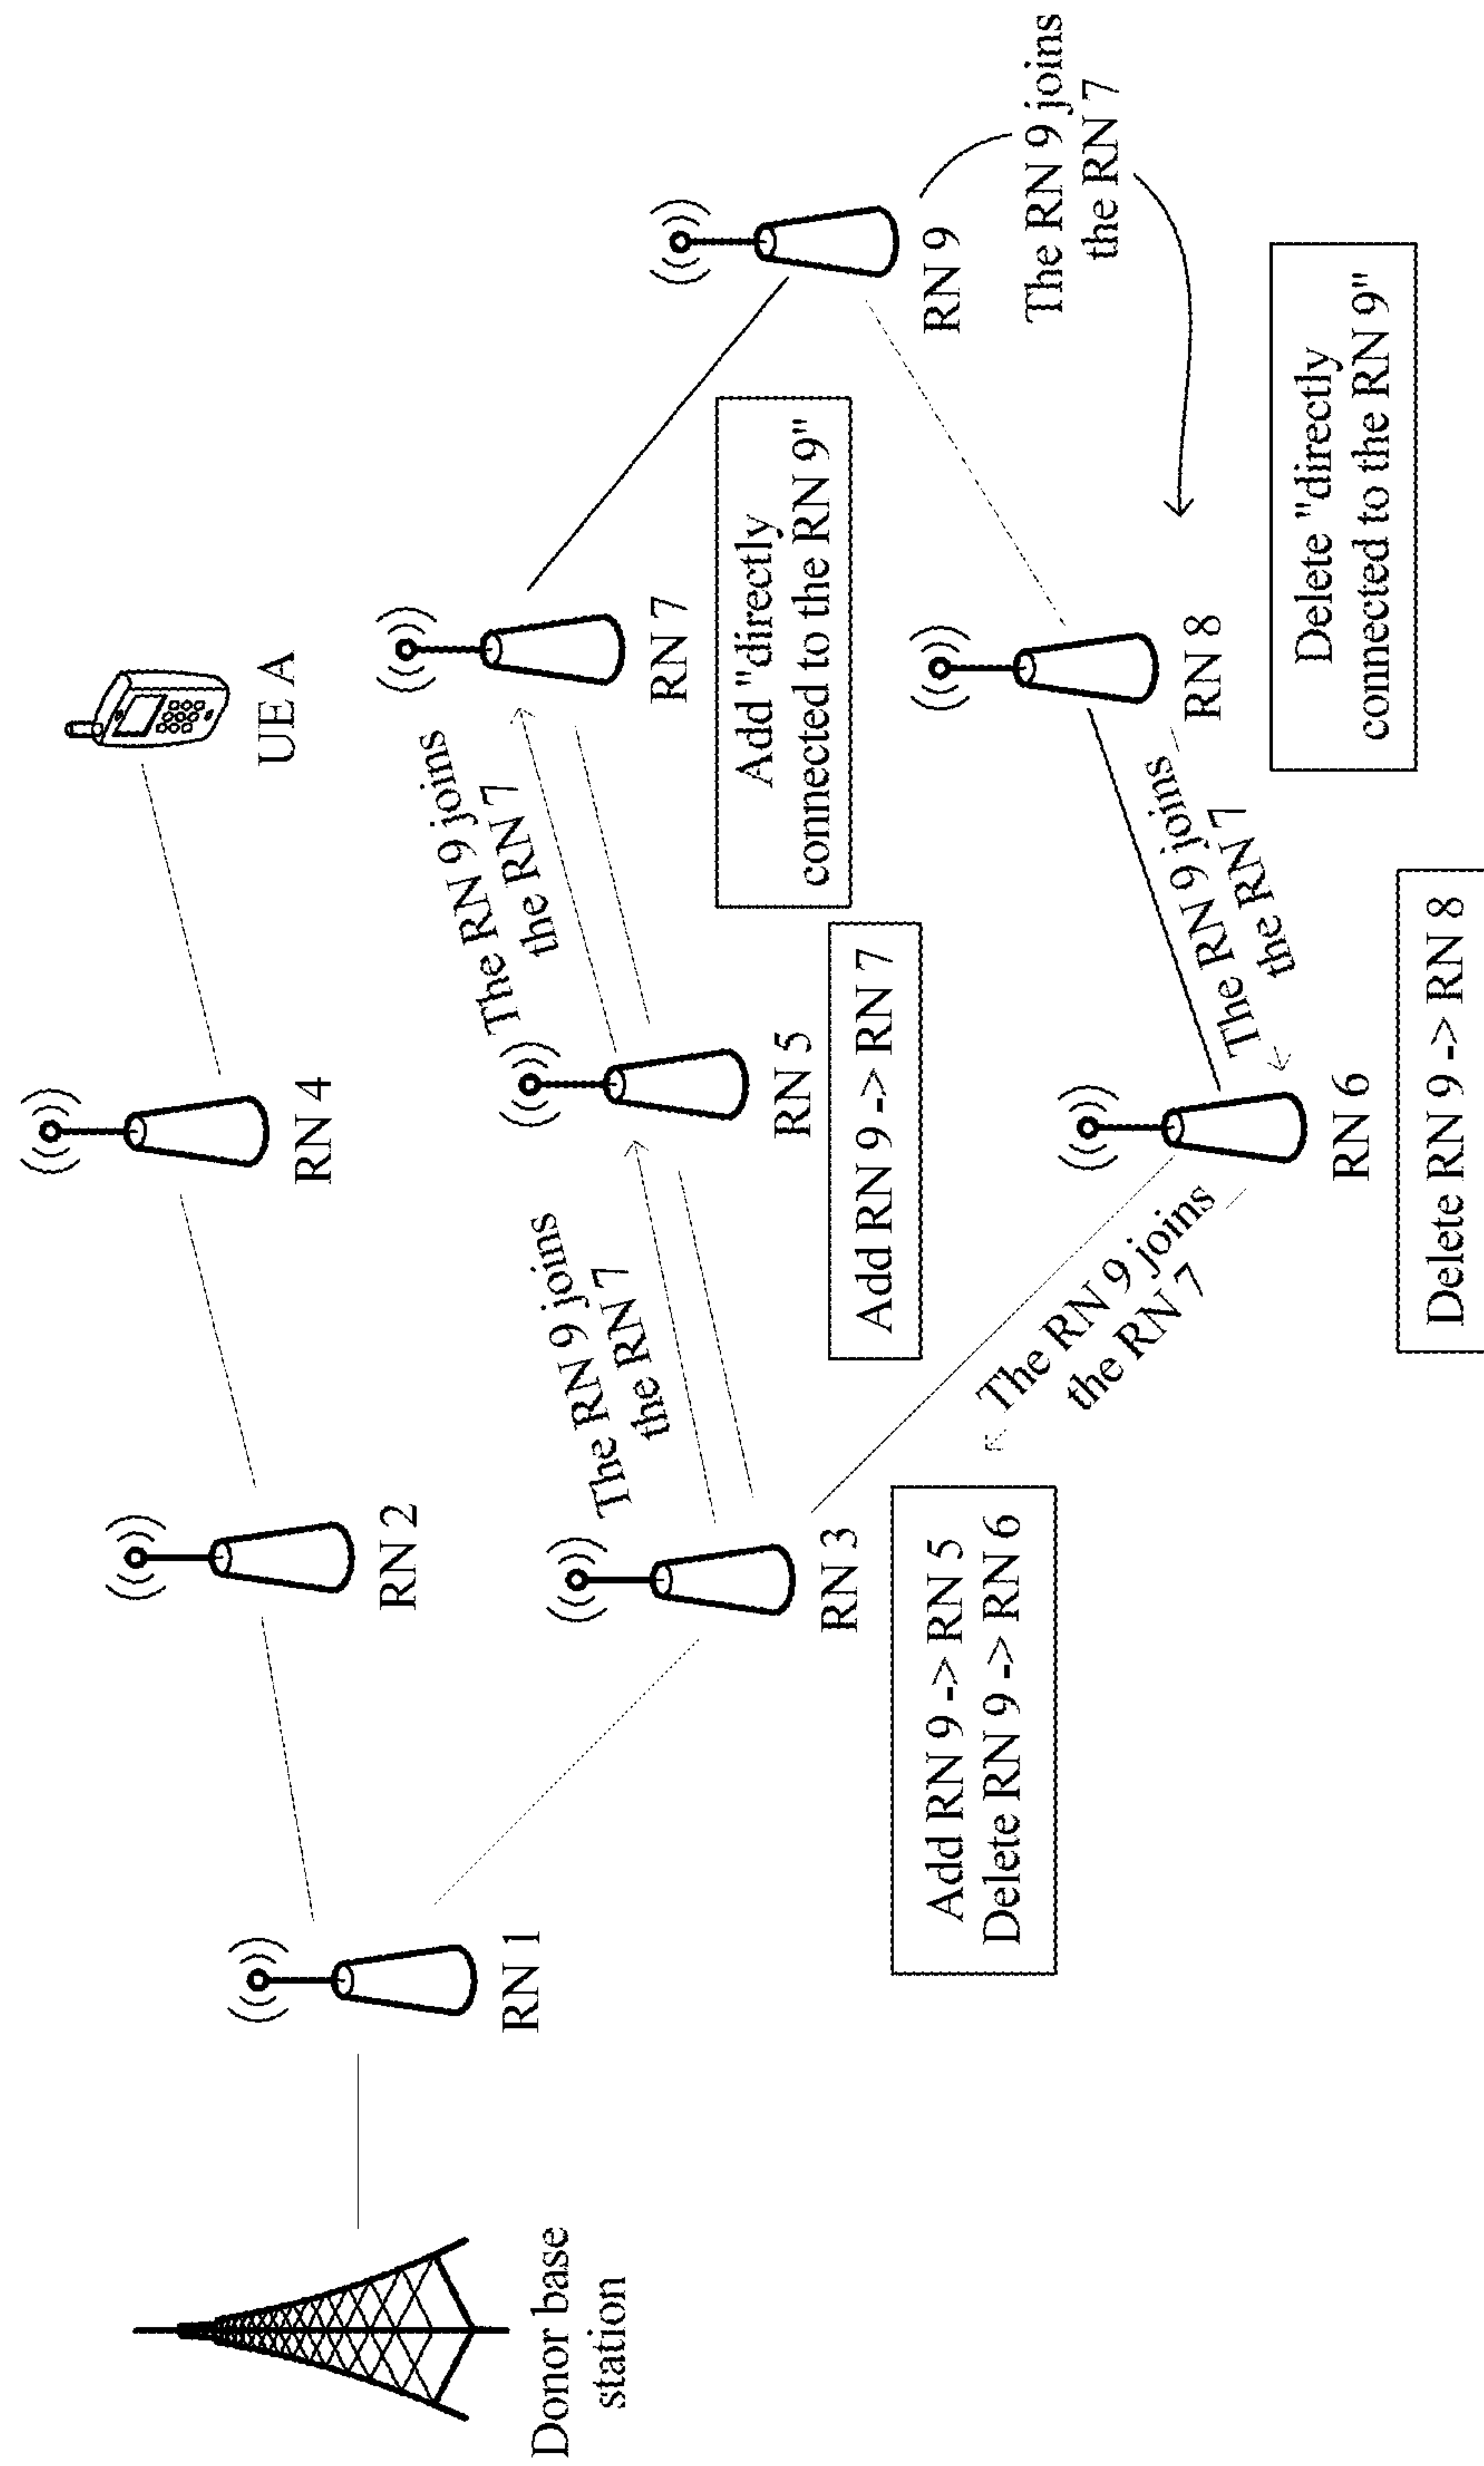 Donor base
station
RN 1
RN 2
RN 4
UE A
RN 3
Add RN 9 -> RN 5
Delete RN 9 -> RN 6
The RN 9 joins
the RN 7
RN 5
Add RN 9 -> RN 7
The RN 9 joins
the RN 7
RN 7
Add "directly
connected to the RN 9"
RN 9
The RN 9 joins
the RN 7
RN 8
Delete "directly
connected to the RN 9"
The RN 9 joins
the RN 7
RN 6
Delete RN 9 -> RN 8
The RN 9 joins
the RN 7